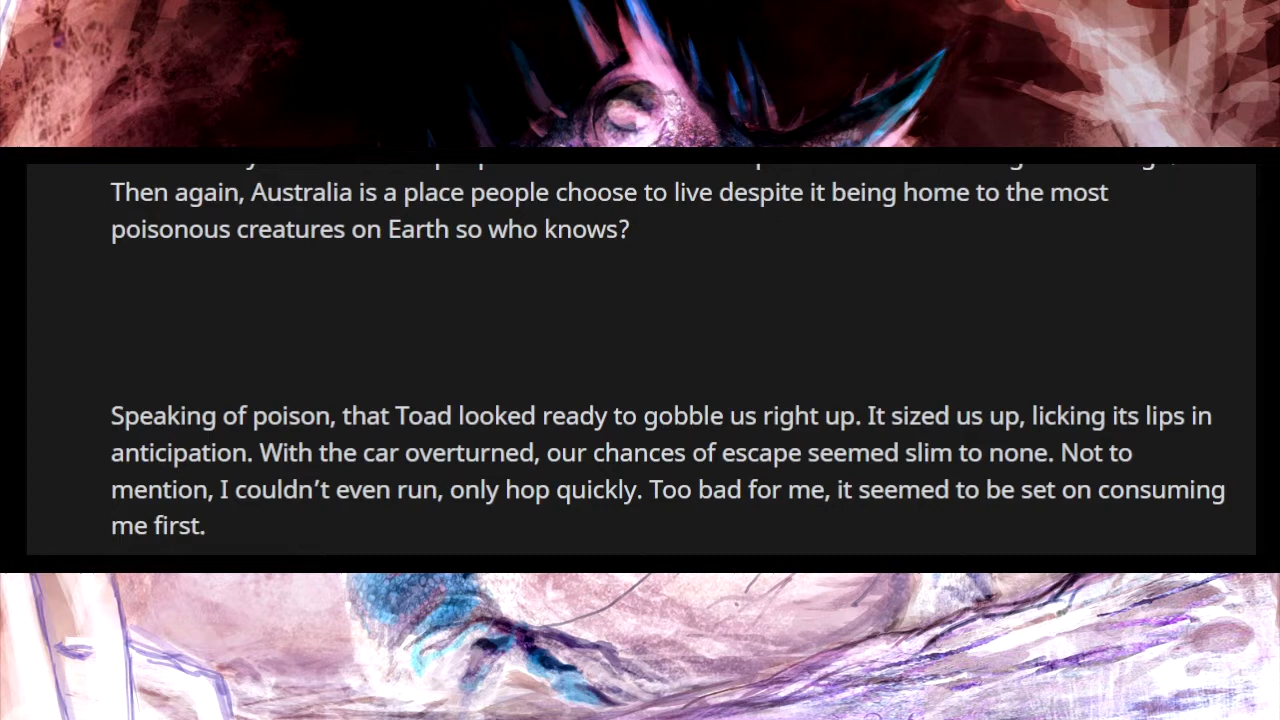 Then again, Australia is a place people choose to live despite it being home to the most
poisonous creatures on Earth so who knows?
Speaking of poison, that Toad looked ready to gobble us right up. It sized us up, licking its lips in
anticipation. With the car overturned, our chances of escape seemed slim to none. Not to
mention, I couldn’t even run, only hop quickly. Too bad for me, it seemed to be set on consuming
me first.